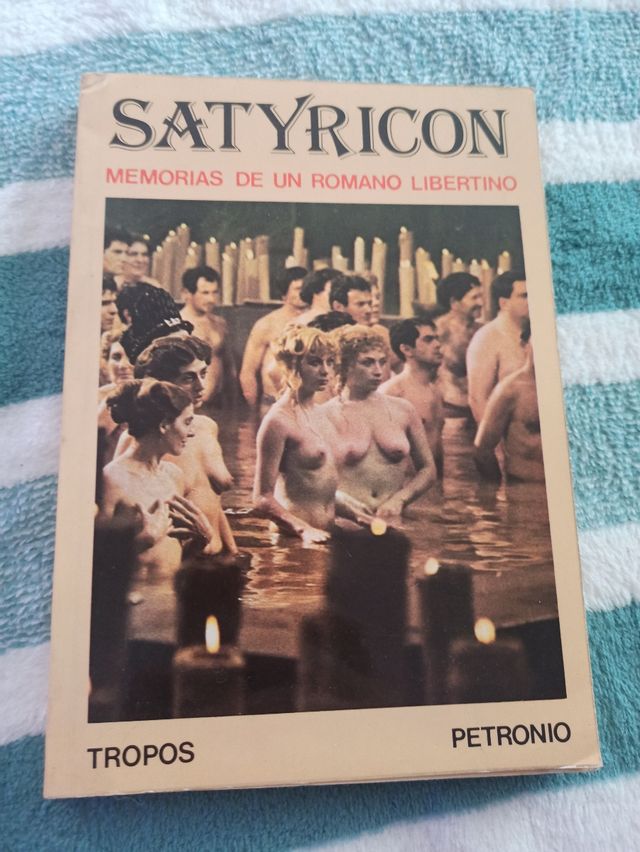 SATYRICON
MEMORIAS DE UN ROMANO LIBERTINO
TROPOS
PETRONIO